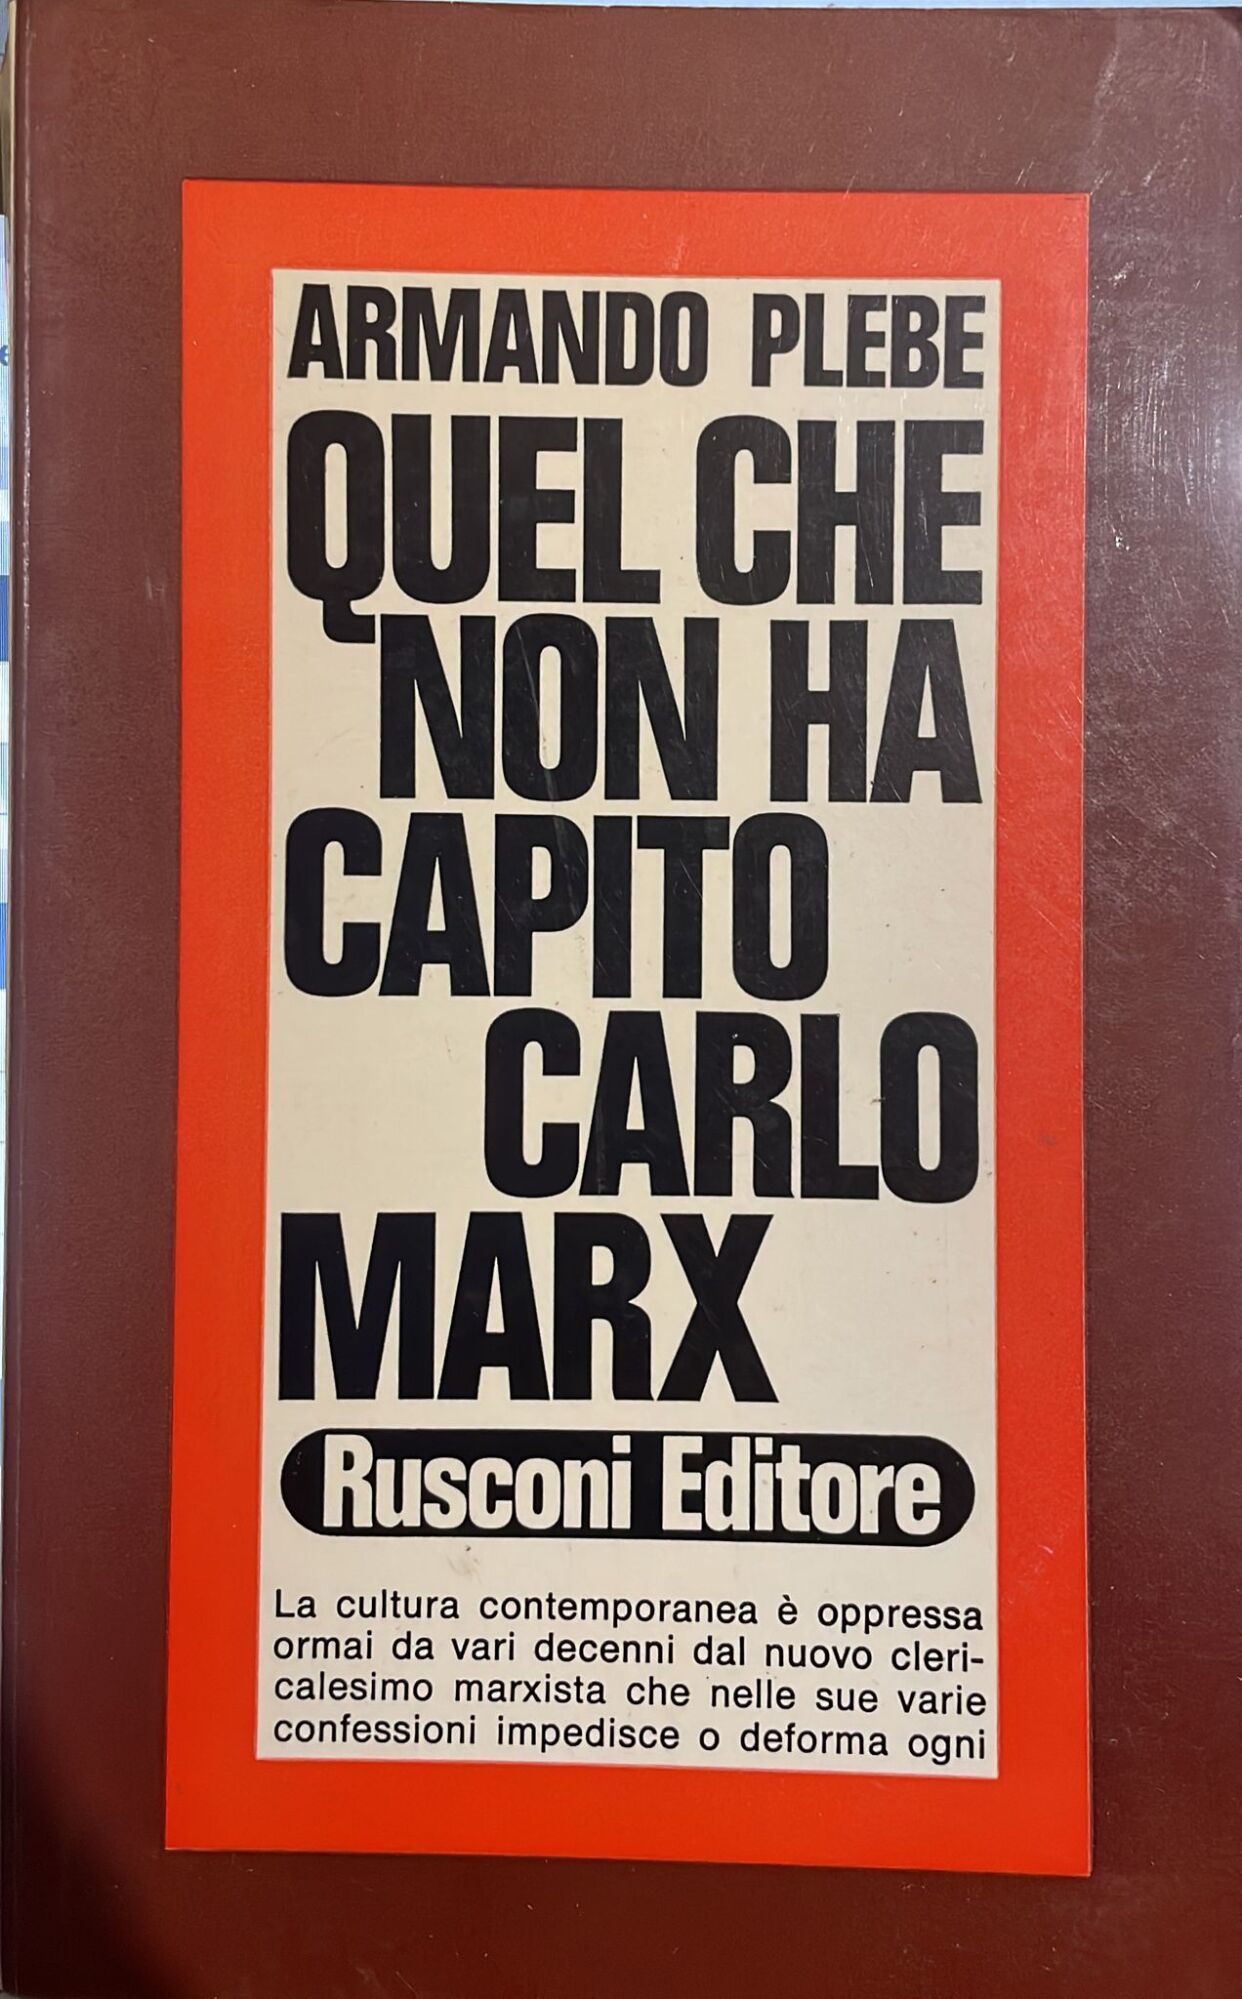 ARMANDO PLEBE
QUEL CHE
NON HA
CAPITO
CARLO
MARX
Rusconi Editore
La cultura contemporanea è oppressa
ormai da vari decenni dal nuovo cleri-
calesimo marxista che nelle sue varie
confessioni impedisce o deforma ogni